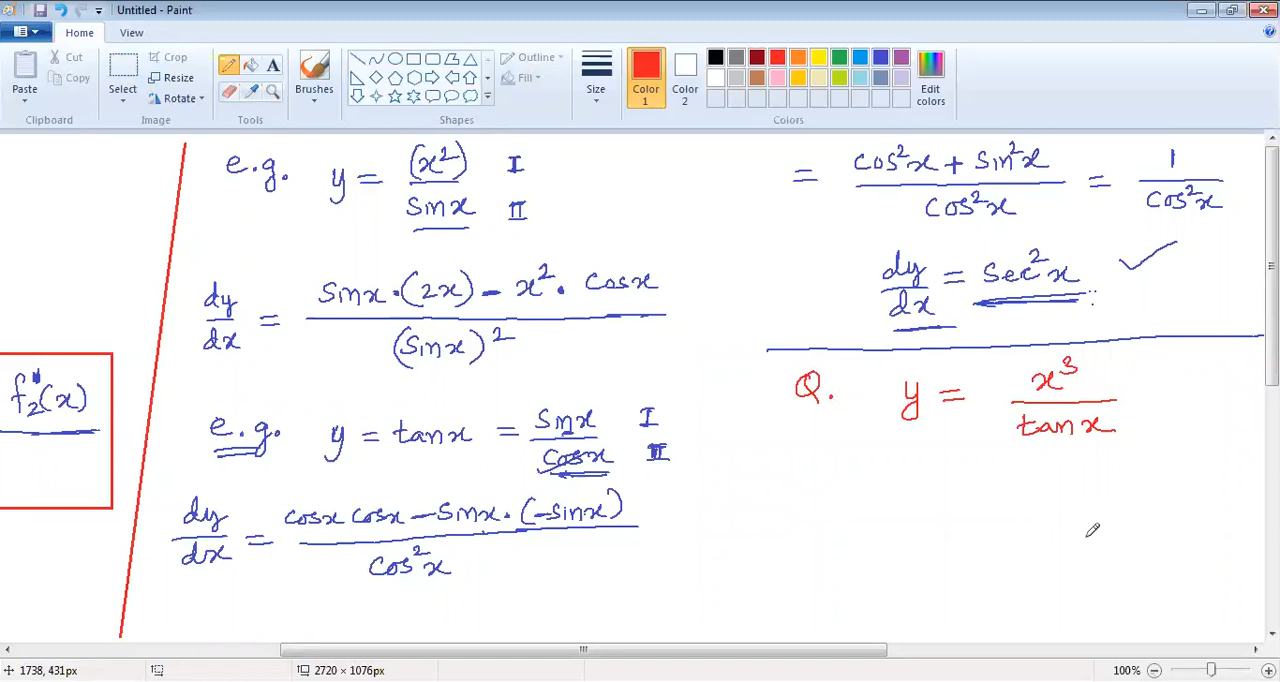 Untitled - Paint
Home View
Paste
Cut
Copy
Clipboard
Select
Crop
Resize
Rotate
Image
A
Tools
Brushes
Shapes
Outline
Fill
Size
Color 1
Color 2
Edit colors
Colors
f₂'(x)
e.g. y = (x²) / sinx I II
dy/dx = sinx·(2x) - x²· cosx / (sinx)²
e.g. y = tanx = sinx / cosx I II
dy/dx = cosx cosx - sinx·(-sinx) / cos²x
= cos²x + sin²x / cos²x = 1 / cos²x
dy/dx = sec²x
Q. y = x³ / tanx
1738, 431px
2720 × 1076px
100%